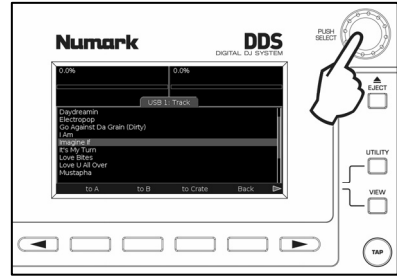 Numark
DDS
DIGITAL DJ SYSTEM
PUSH
SELECT
0.0%
0.0%
USB 1: Track
Daydreamin
Electropop
Go Against Da Grain (Dirty)
I Am
Imagine If
It's My Turn
Love Bites
Love U All Over
Mustapha
to A
to B
to Crate
Back
EJECT
UTILITY
VIEW
TAP